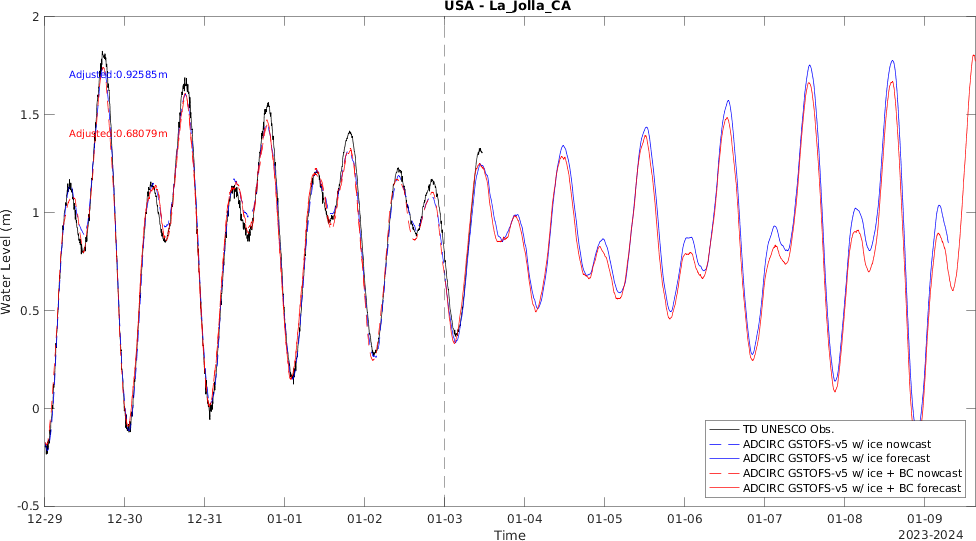 USA - La_Jolla_CA
2
1.5
1
0.5
0
-0.5
Water Level (m)
Adjusted:0.92585m
Adjusted:0.68079m
TD UNESCO Obs.
ADCIRC GSTOFS-v5 w/ ice nowcast
ADCIRC GSTOFS-v5 w/ ice forecast
ADCIRC GSTOFS-v5 w/ ice + BC nowcast
ADCIRC GSTOFS-v5 w/ ice + BC forecast
12-29 12-30 12-31 01-01 01-02 01-03 01-04 01-05 01-06 01-07 01-08 01-09
Time
2023-2024